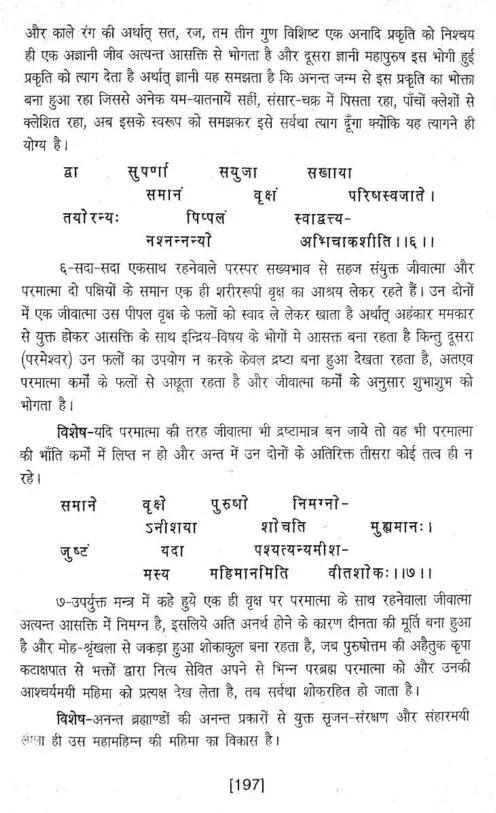 और काले रंग की अर्थात् सत, रज, तम तीन गुण विशिष्ट एक अनादि प्रकृति को निश्चय
ही एक अज्ञानी जीव अत्यन्त आसक्ति से भोगता है और दूसरा ज्ञानी महापुरुष इस भोगी हुई
प्रकृति को त्याग देता है अर्थात् ज्ञानी यह समझता है कि अनन्त जन्म से इस प्रकृति का भोक्ता
बना हुआ रहा जिससे अनेक यम-यातनायें सहीं, संसार-चक्र में पिसता रहा, पाँचों क्लेशों से
क्लेशित रहा, अब इसके स्वरूप को समझकर इसे सर्वथा त्याग दूँगा क्योंकि यह त्यागने ही
योग्य है।
द्वा सुपर्णा सयुजा सखाया
समानं वृक्षं परिषस्वजाते।
तयोरन्यः पिप्पलं स्वाद्वत्त्य-
नश्नन्नन्यो अभिचाकशीति।।६।।
६-सदा-सदा एकसाथ रहनेवाले परस्पर सख्यभाव से सहज संयुक्त जीवात्मा और
परमात्मा दो पक्षियों के समान एक ही शरीररूपी वृक्ष का आश्रय लेकर रहते हैं। उन दोनों
में एक जीवात्मा उस पीपल वृक्ष के फलों को स्वाद ले लेकर खाता है अर्थात् अहंकार ममकार
से युक्त होकर आसक्ति के साथ इन्द्रिय-विषय के भोगों मे आसक्त बना रहता है किन्तु दूसरा
(परमेश्वर) उन फलों का उपयोग न करके केवल द्रष्टा बना हुआ देखता रहता है, अतएव
परमात्मा कर्मों के फलों से अछूता रहता है और जीवात्मा कर्मों के अनुसार शुभाशुभ को
भोगता है।
विशेष-यदि परमात्मा की तरह जीवात्मा भी द्रष्टामात्र बन जाये तो वह भी परमात्मा
की भाँति कर्मों में लिप्त न हो और अन्त में उन दोनों के अतिरिक्त तीसरा कोई तत्व ही न
रहे।
समाने वृक्षे पुरुषो निमग्नो-
ऽनीशया शोचति मुह्यमानः।
जुष्टं यदा पश्यत्यन्यमीश-
मस्य महिमानमिति वीतशोकः।।७।।
७-उपर्युक्त मन्त्र में कहे हुये एक ही वृक्ष पर परमात्मा के साथ रहनेवाला जीवात्मा
अत्यन्त आसक्ति में निमग्न है, इसलिये अति अनर्थ होने के कारण दीनता की मूर्ति बना हुआ
है और मोह-श्रृंखला से जकड़ा हुआ शोकाकुल बना रहता है, जब पुरुषोत्तम की अहैतुक कृपा
कटाक्षपात से भक्तों द्वारा नित्य सेवित अपने से भिन्न परब्रह्म परमात्मा को और उनकी
आश्चर्यमयी महिमा को प्रत्यक्ष देख लेता है, तब सर्वथा शोकरहित हो जाता है।
विशेष-अनन्त ब्रह्माण्डों की अनन्त प्रकारों से युक्त सृजन-संरक्षण और संहारमयी
ही उस महामहिम्न की महिमा का विकास है।
[197]